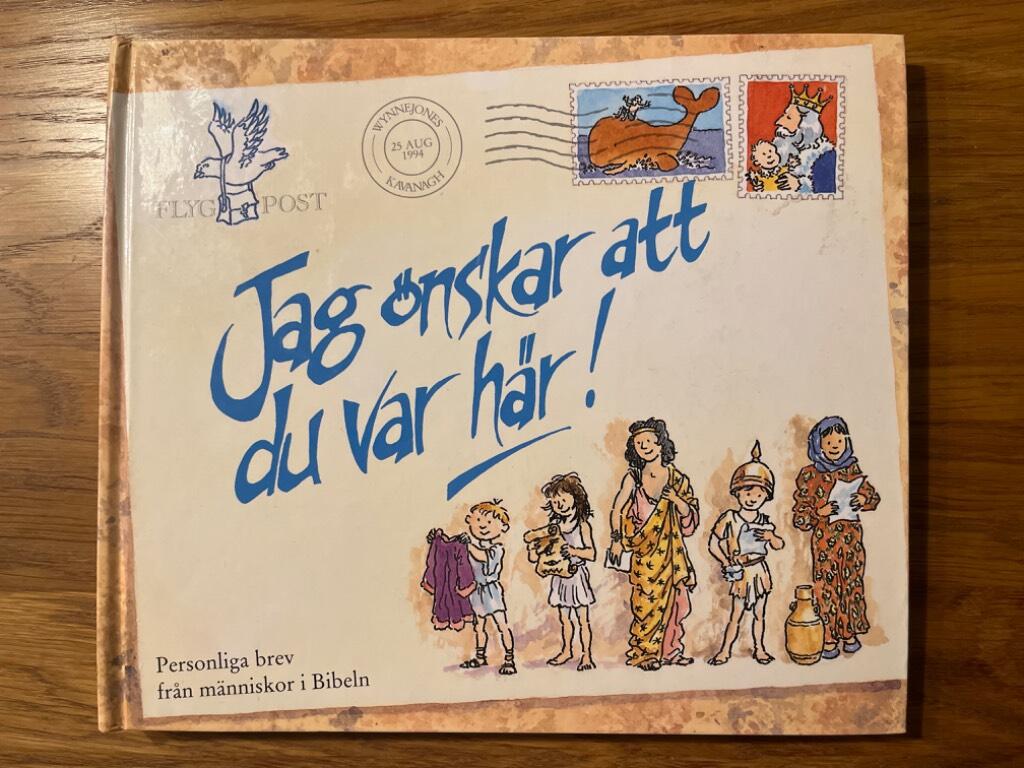 FLYG POST
WYNNEJONES
25 AUG
1994
KAVANAGH
Jag önskar att
du var här!
Personliga brev
från människor i Bibeln